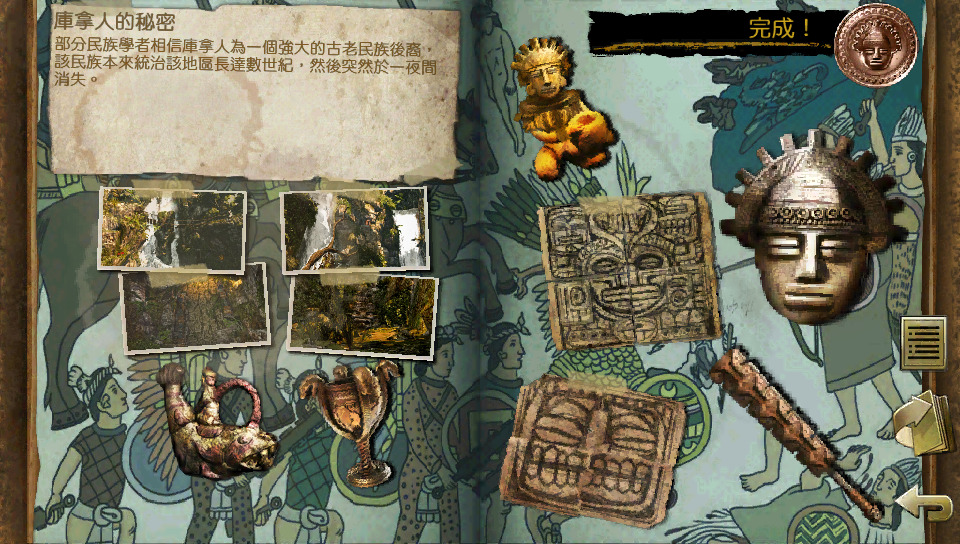 庫拿人的秘密
部分民族學者相信庫拿人為一個強大的古老民族後裔，
該民族本來統治該地區長達數世紀，然後突然於一夜間
消失。
完成！